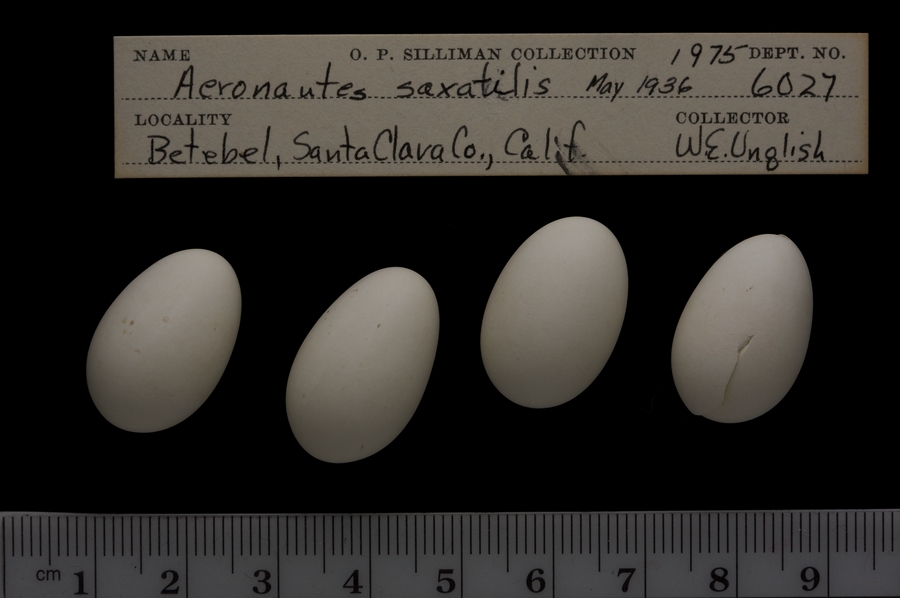 NAME O. P. SILLIMAN COLLECTION 1975 DEPT. NO.
Aeronautes saxatilis May 1936 6027
LOCALITY COLLECTOR
Betebel, Santa Clara Co., Calif. W.E. Unglish
cm 1 2 3 4 5 6 7 8 9